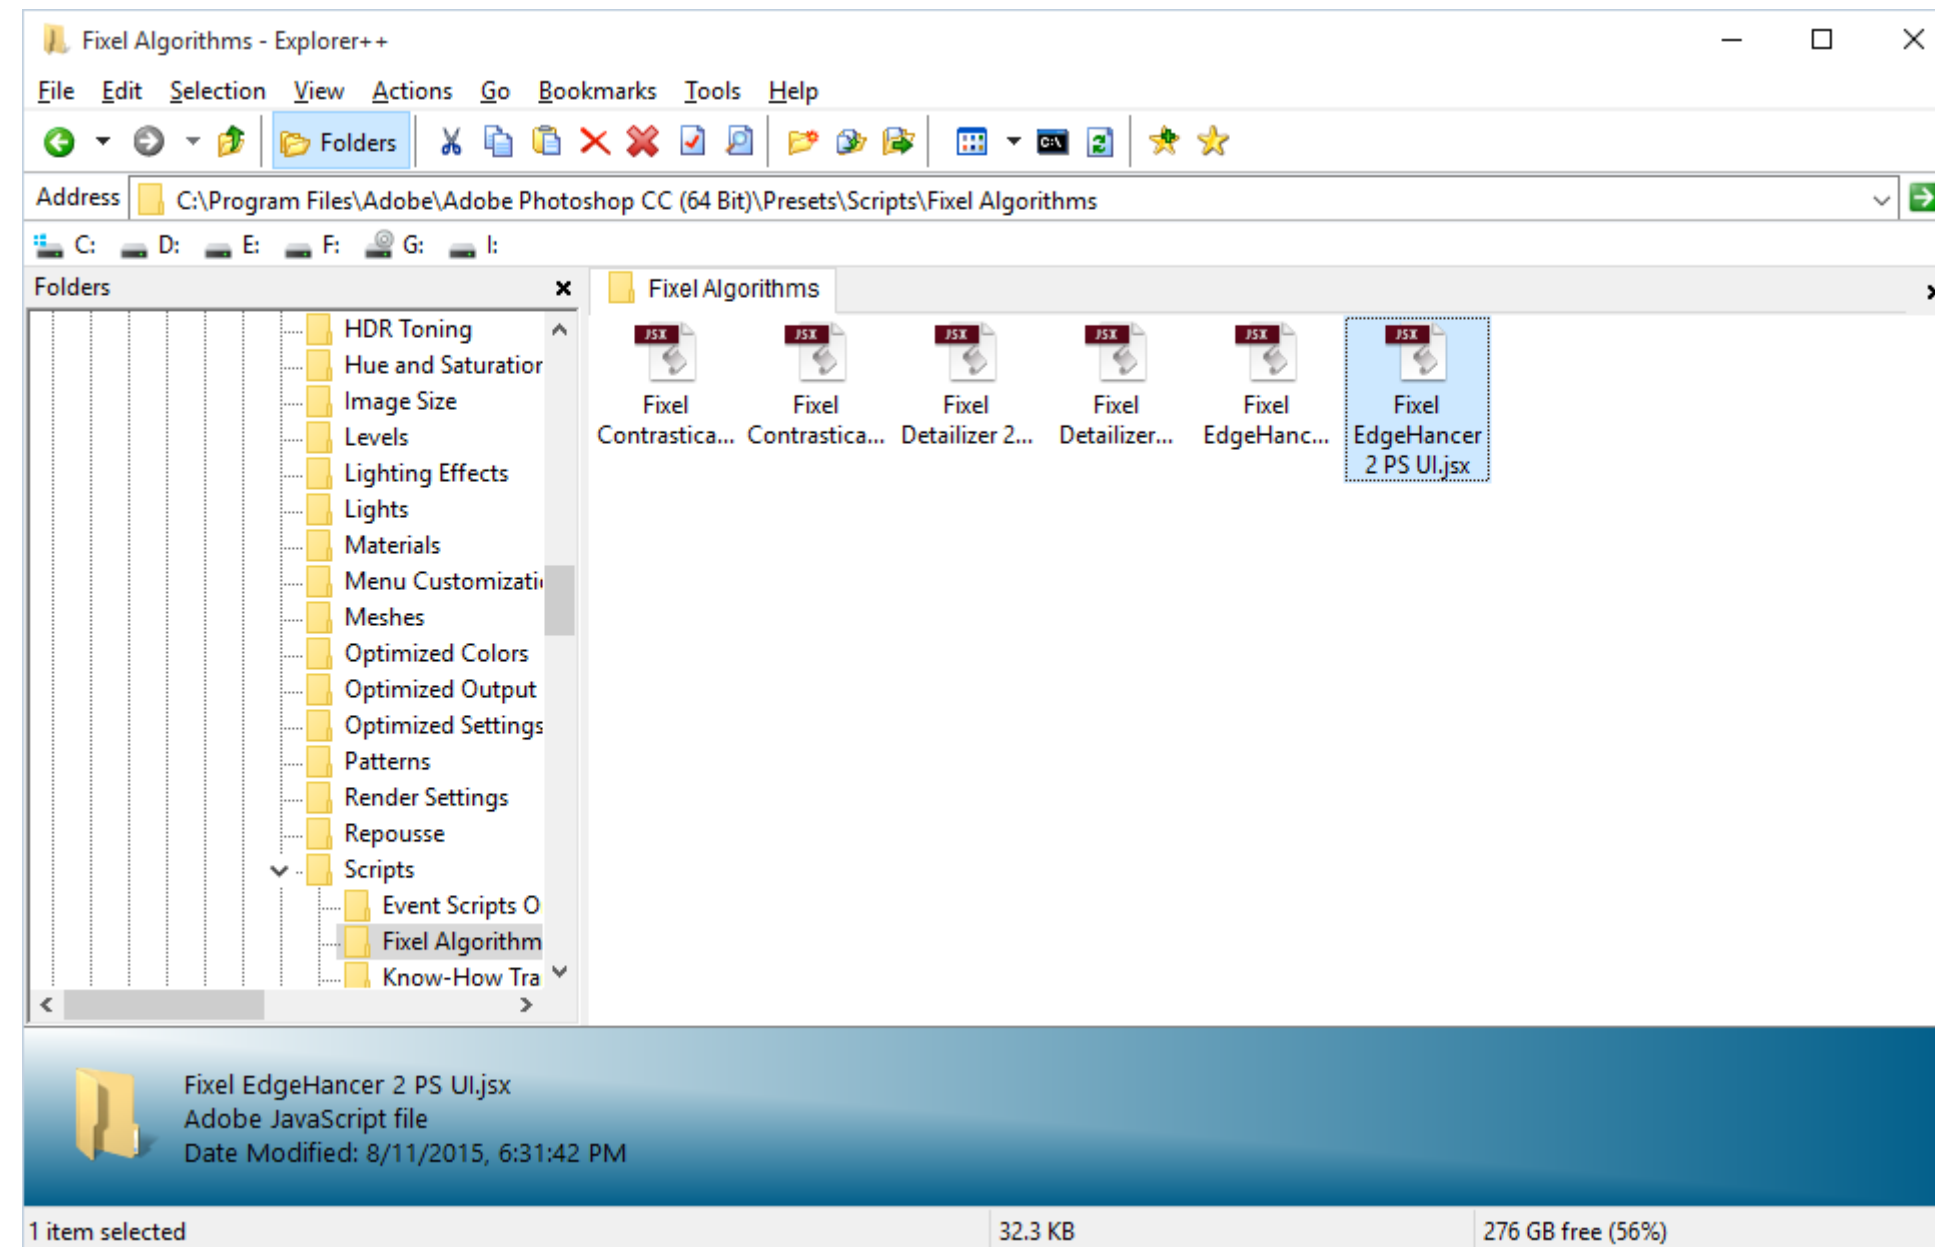 Fixel Algorithms - Explorer++
File Edit Selection View Actions Go Bookmarks Tools Help
Folders
Address C:\Program Files\Adobe\Adobe Photoshop CC (64 Bit)\Presets\Scripts\Fixel Algorithms
C: D: E: F: G: I:
Folders
HDR Toning
Hue and Saturation
Image Size
Levels
Lighting Effects
Lights
Materials
Menu Customizati
Meshes
Optimized Colors
Optimized Output
Optimized Settings
Patterns
Render Settings
Repousse
Scripts
Event Scripts O
Fixel Algorithm
Know-How Tra
Fixel Algorithms
JSX JSX JSX JSX JSX JSX
Fixel Fixel Fixel Fixel Fixel Fixel
Contrastica... Contrastica... Detailizer 2... Detailizer... EdgeHanc... EdgeHancer
2 PS UI.jsx
Fixel EdgeHancer 2 PS UI.jsx
Adobe JavaScript file
Date Modified: 8/11/2015, 6:31:42 PM
1 item selected 32.3 KB 276 GB free (56%)